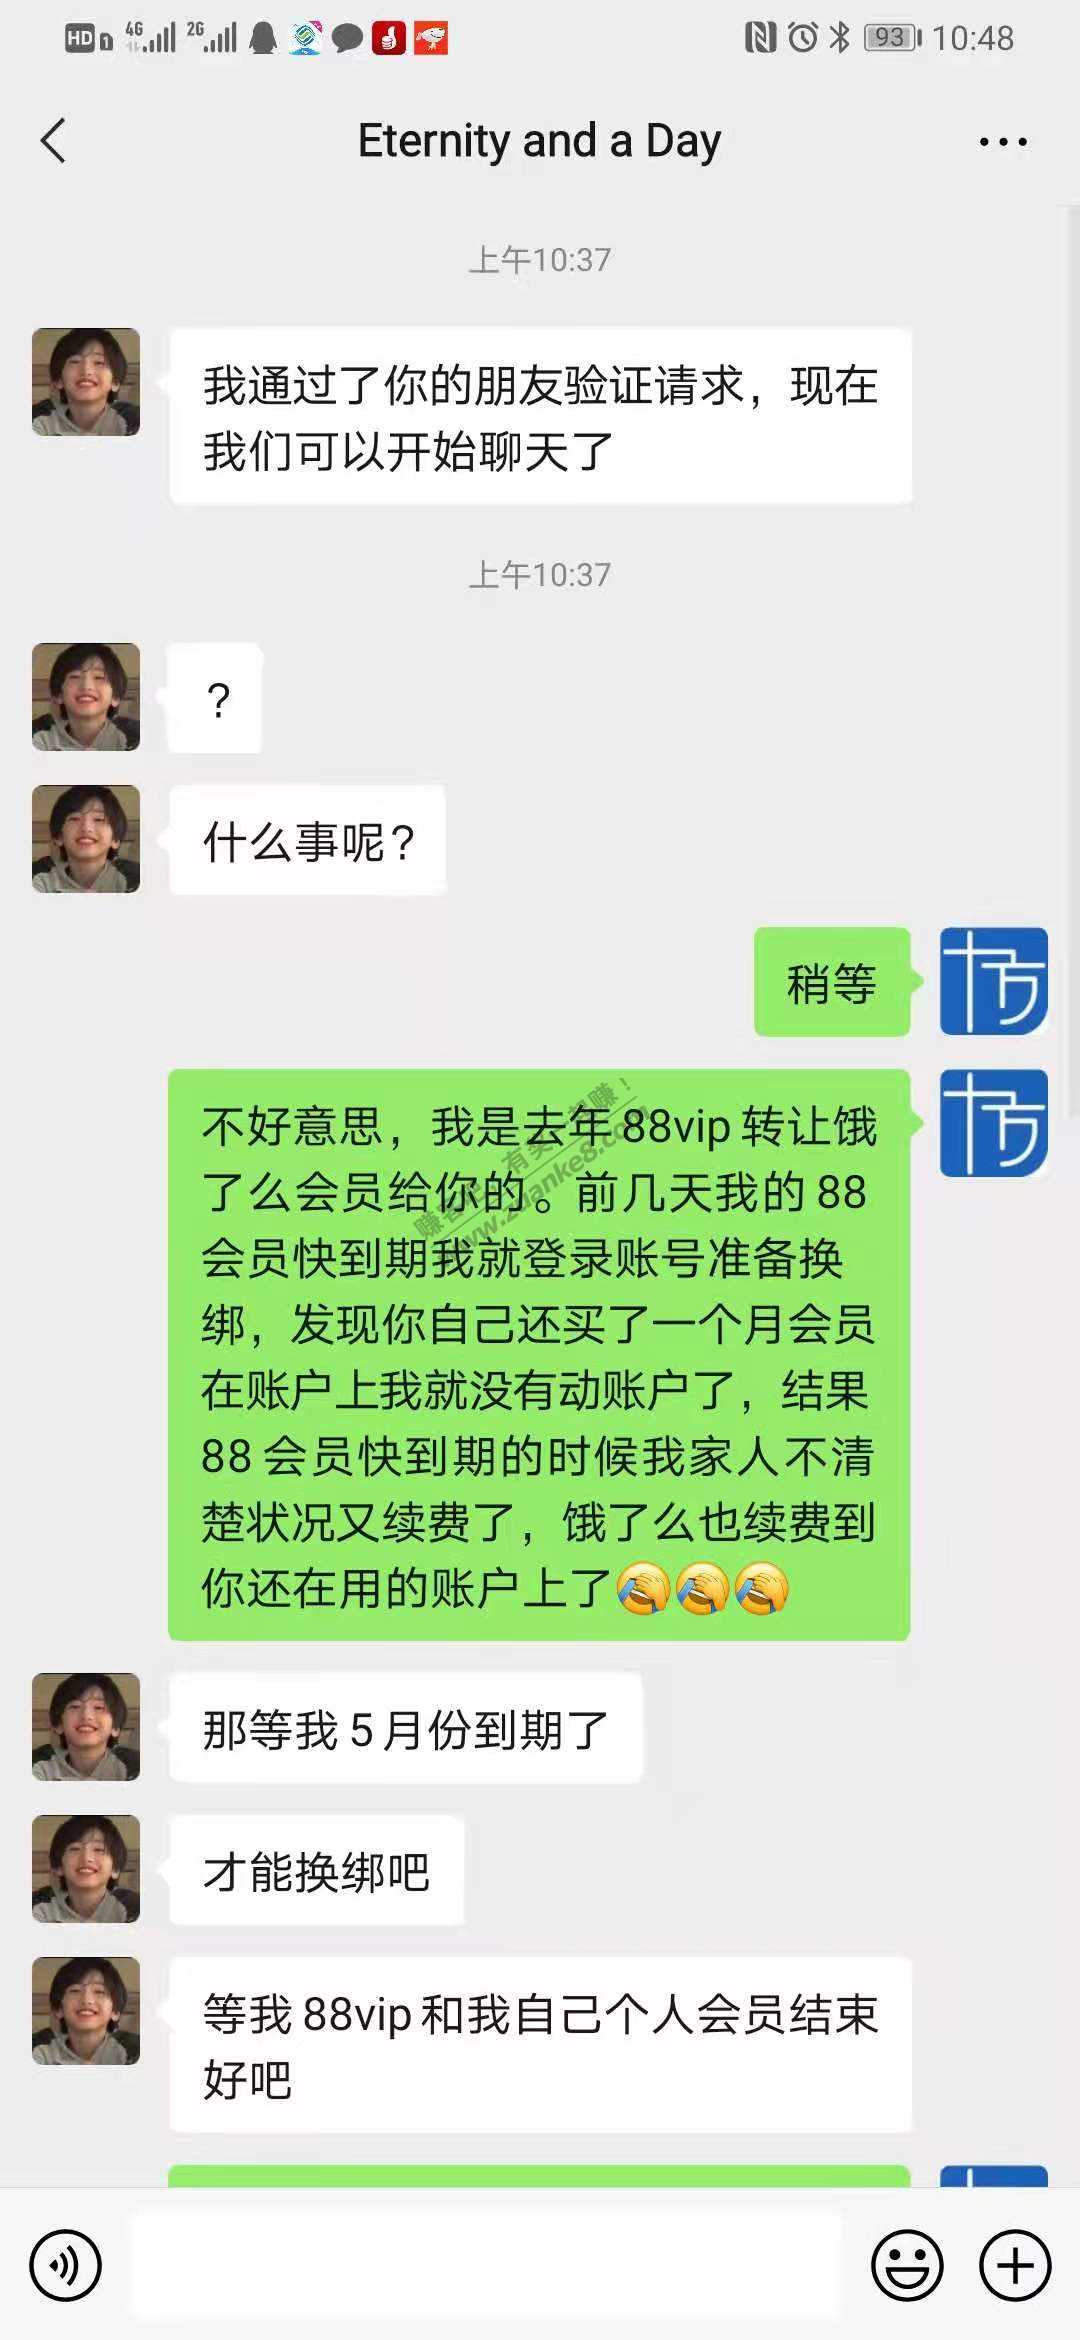 HD 1 4G 2G 93 10:48
Eternity and a Day
上午10:37
我通过了你的朋友验证请求，现在
我们可以开始聊天了
上午10:37
？
什么事呢？
稍等
十方
不好意思，我是去年88vip转让饿
了么会员给你的。前几天我的88
会员快到期我就登录账号准备换
绑，发现你自己还买了一个月会员
在账户上我就没有动账户了，结果
88会员快到期的时候我家人不清
楚状况又续费了，饿了么也续费到
你还在用的账户上了🤦🤦🤦
十方
赚客吧，有奖一起赚！
www.zuanke8.com
那等我5月份到期了
才能换绑吧
等我88vip和我自己个人会员结束
好吧